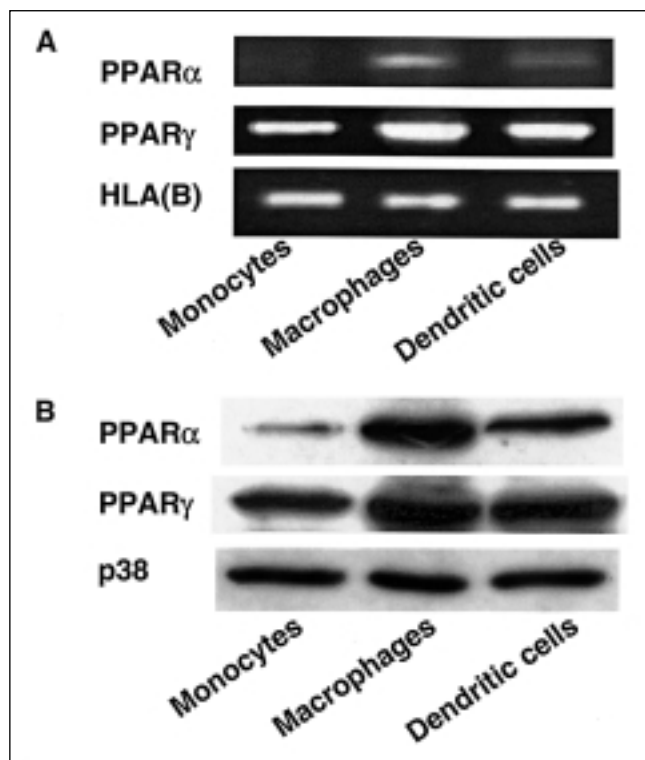 A
PPARα
PPARγ
HLA(B)
Monocytes
Macrophages
Dendritic cells
B
PPARα
PPARγ
p38
Monocytes
Macrophages
Dendritic cells